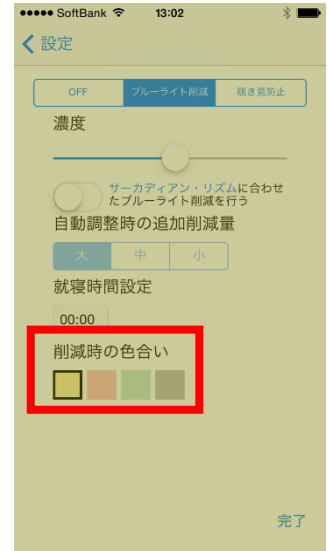 ●●●●● SoftBank 13:02
設定
OFF ブルーライト削減 覗き見防止
濃度
サーカディアン・リズムに合わせ
たブルーライト削減を行う
自動調整時の追加削減量
大 中 小
就寝時間設定
00:00
削減時の色合い
完了